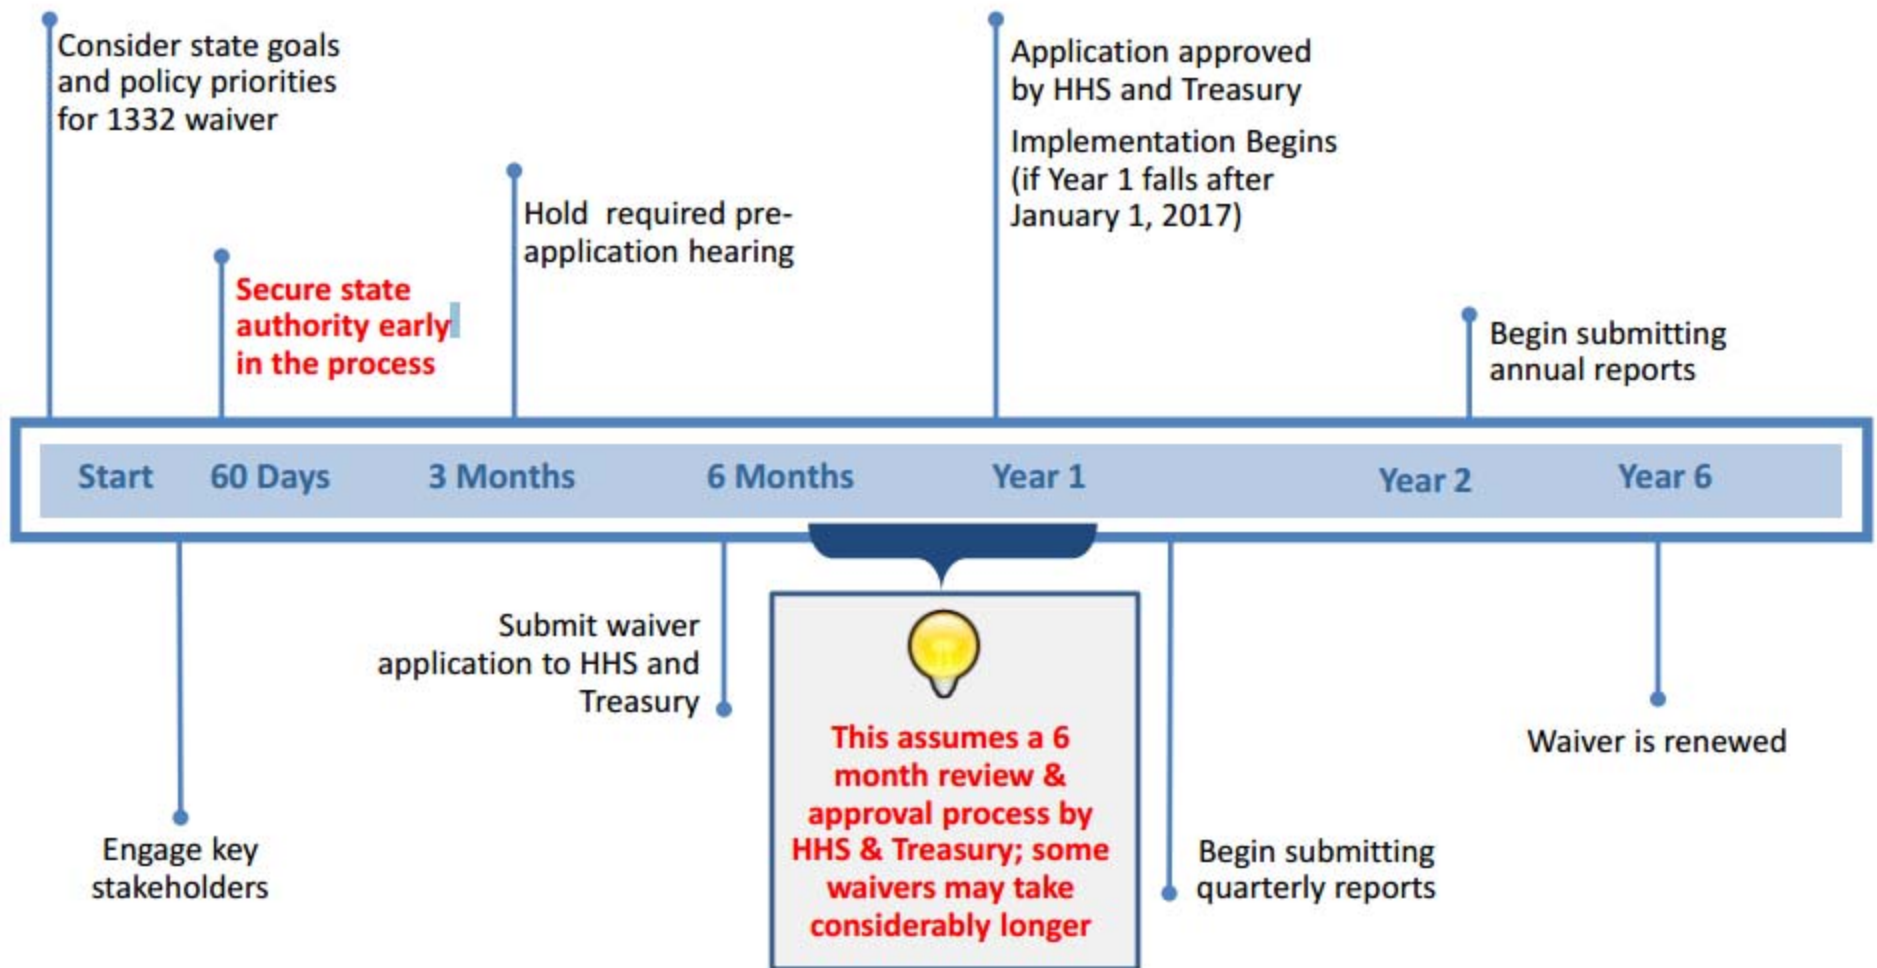 Consider state goals
and policy priorities
for 1332 waiver
Secure state
authority early
in the process
Hold required pre-
application hearing
Application approved
by HHS and Treasury
Implementation Begins
(if Year 1 falls after
January 1, 2017)
Begin submitting
annual reports
Start
60 Days
3 Months
6 Months
Year 1
Year 2
Year 6
Engage key
stakeholders
Submit waiver
application to HHS and
Treasury
This assumes a 6
month review &
approval process by
HHS & Treasury; some
waivers may take
considerably longer
Begin submitting
quarterly reports
Waiver is renewed